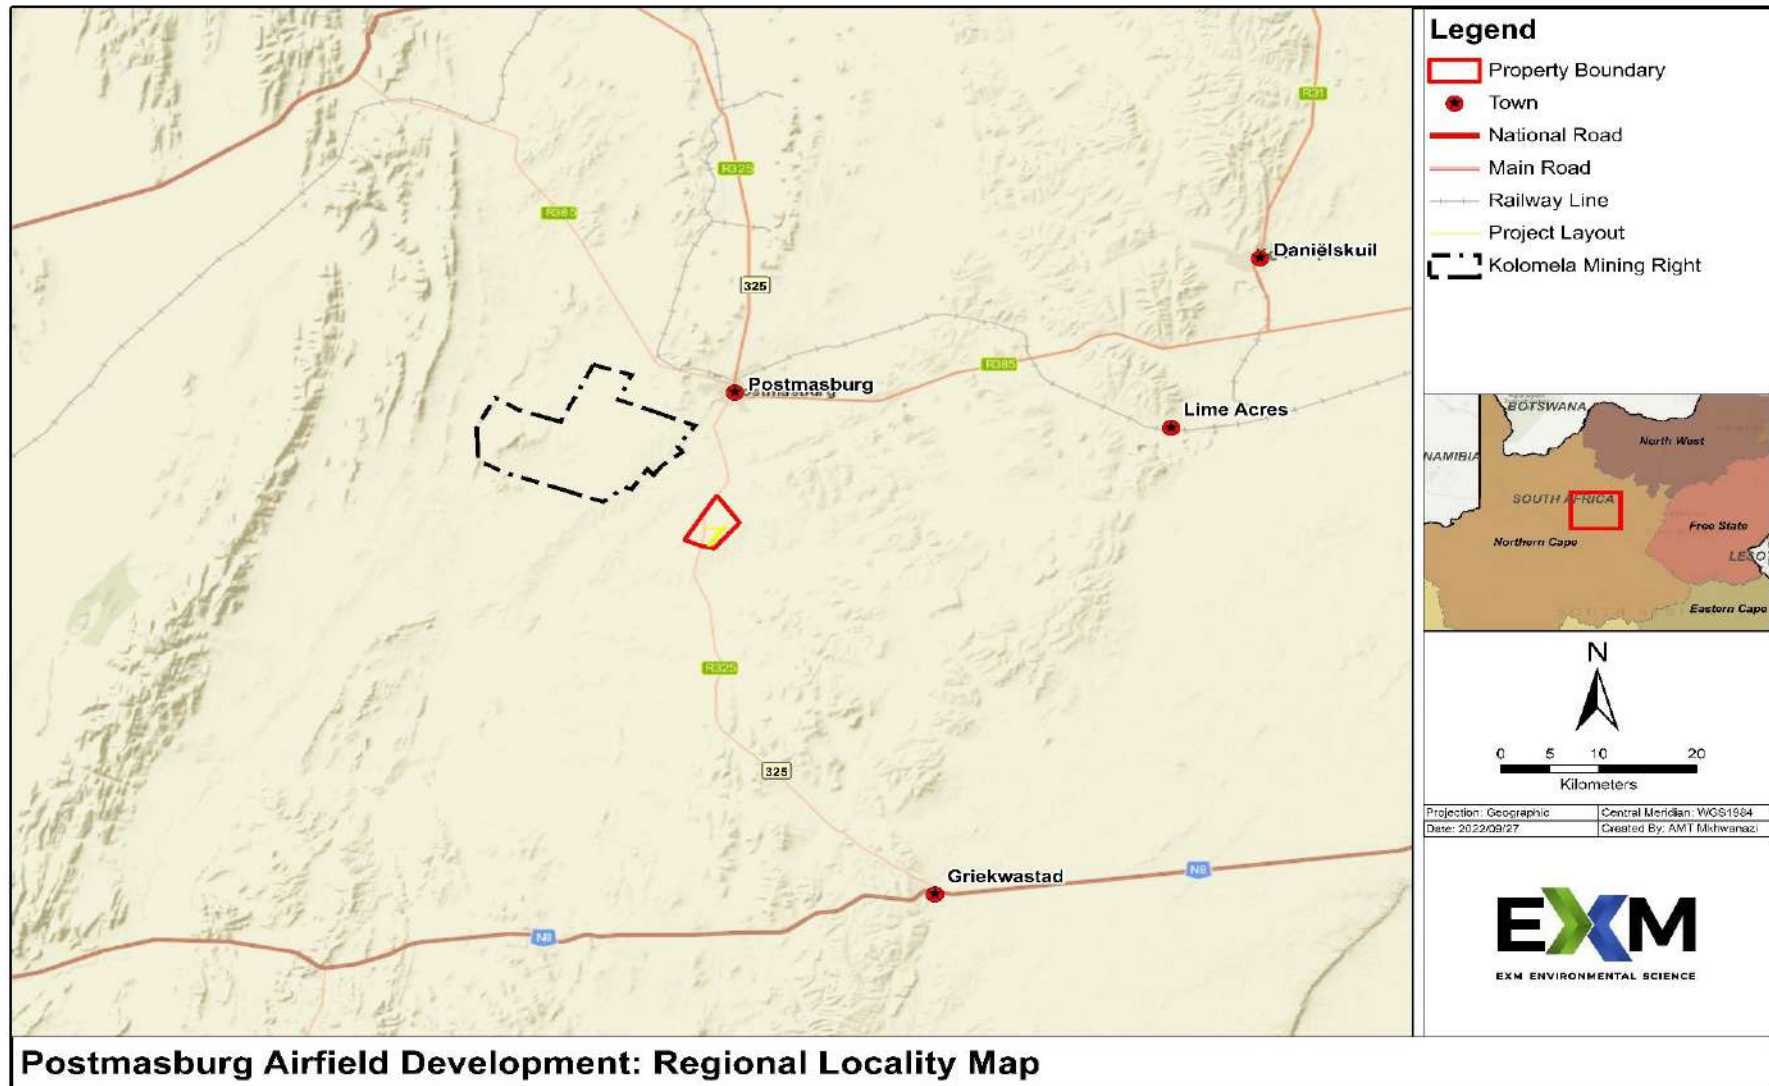 R31
R325
R385
Daniëlskuil
325
R385
Postmasburg
Postmasburg
Lime Acres
R325
325
Griekwastad
N8
N8
Legend
Property Boundary
Town
National Road
Main Road
Railway Line
Project Layout
Kolomela Mining Right
BOTSWANA
North West
NAMIBIA
SOUTH AFRICA
Free State
Northern Cape
LESOT
Eastern Cape
N
0 5 10 20
Kilometers
Projection: Geographic Central Meridian: WGS1984
Date: 2022/09/27 Created By: AMT Mkhwanazi
EXM
EXM ENVIRONMENTAL SCIENCE
Postmasburg Airfield Development: Regional Locality Map